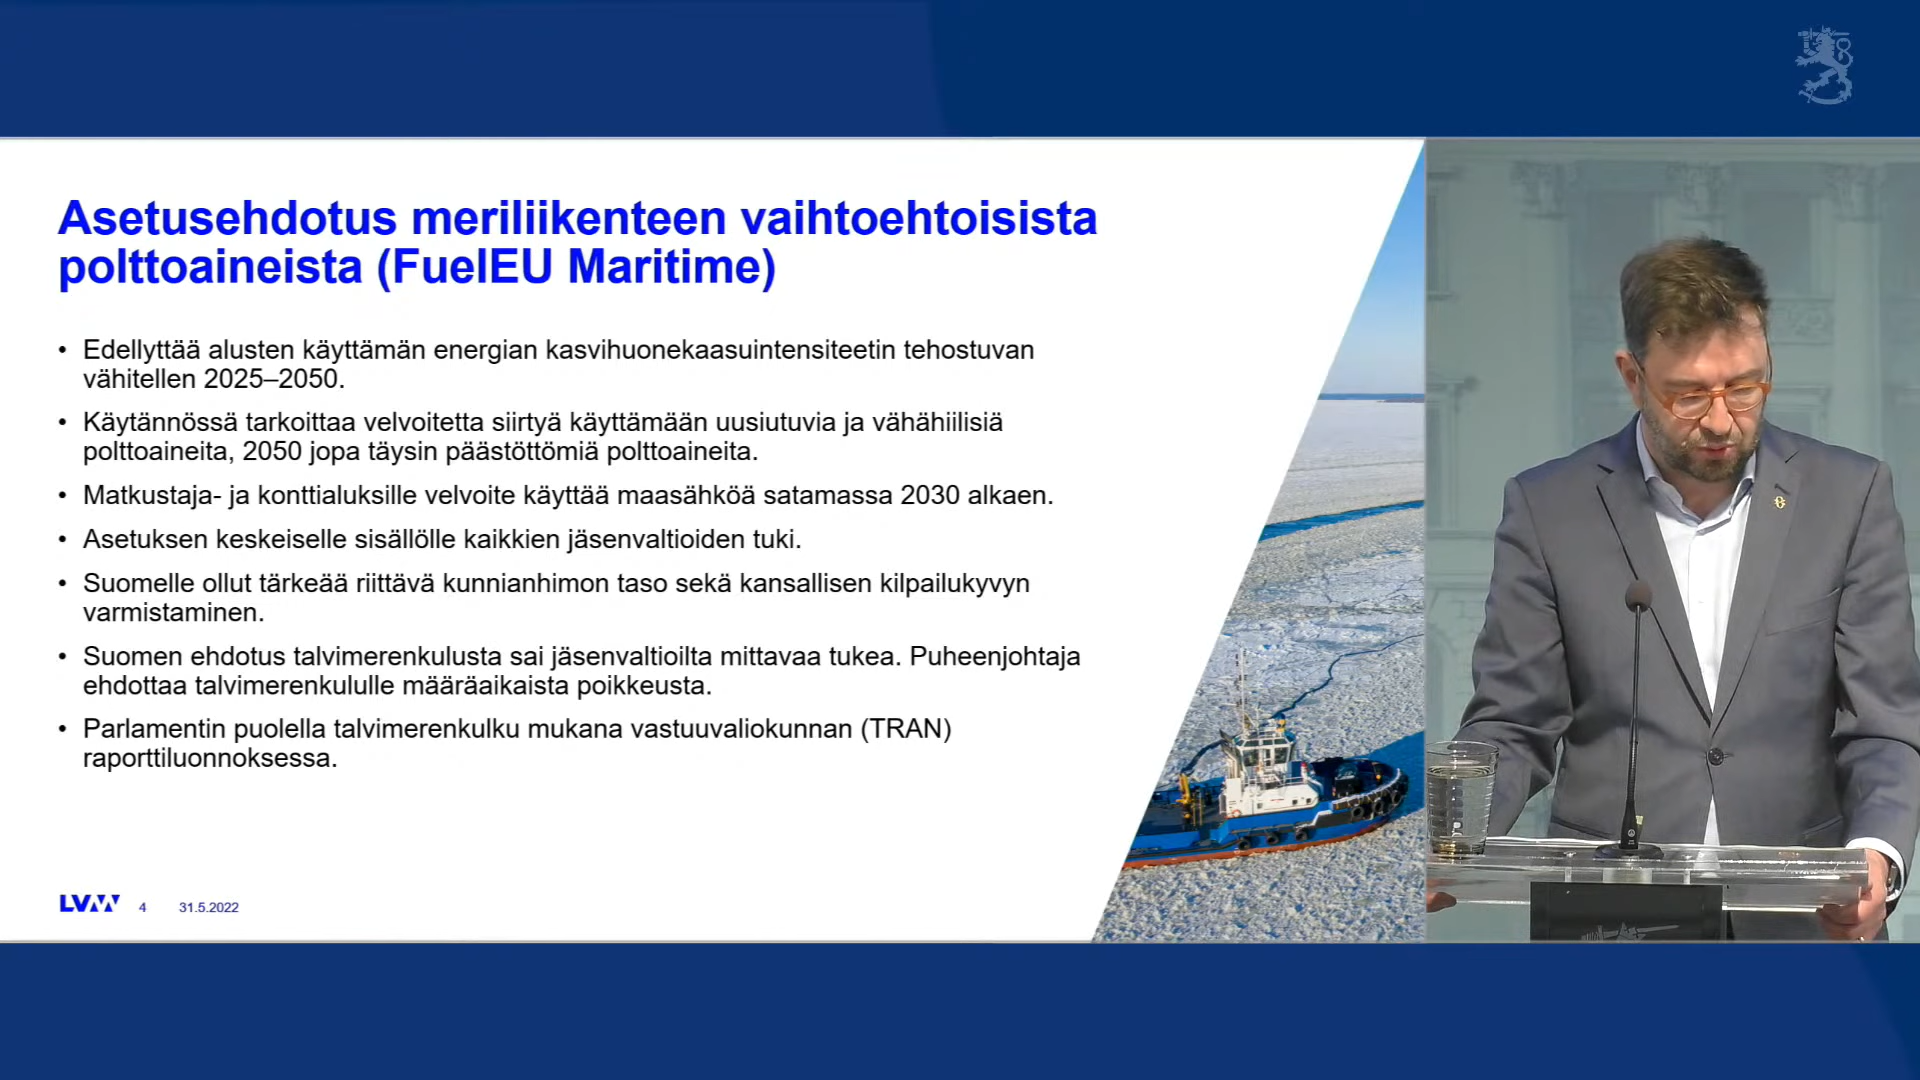 Asetusehdotus meriliikenteen vaihtoehtoisista
polttoaineista (FuelEU Maritime)
• Edellyttää alusten käyttämän energian kasvihuonekaasuintensiteetin tehostuvan
vähitellen 2025–2050.
• Käytännössä tarkoittaa velvoitetta siirtyä käyttämään uusiutuvia ja vähähiilisiä
polttoaineita, 2050 jopa täysin päästöttömiä polttoaineita.
• Matkustaja- ja konttialuksille velvoite käyttää maasähköä satamassa 2030 alkaen.
• Asetuksen keskeiselle sisällölle kaikkien jäsenvaltioiden tuki.
• Suomelle ollut tärkeää riittävä kunnianhimon taso sekä kansallisen kilpailukyvyn
varmistaminen.
• Suomen ehdotus talvimerenkulusta sai jäsenvaltioilta mittavaa tukea. Puheenjohtaja
ehdottaa talvimerenkululle määräaikaista poikkeusta.
• Parlamentin puolella talvimerenkulku mukana vastuuvaliokunnan (TRAN)
raporttiluonnoksessa.
LVM 4 31.5.2022